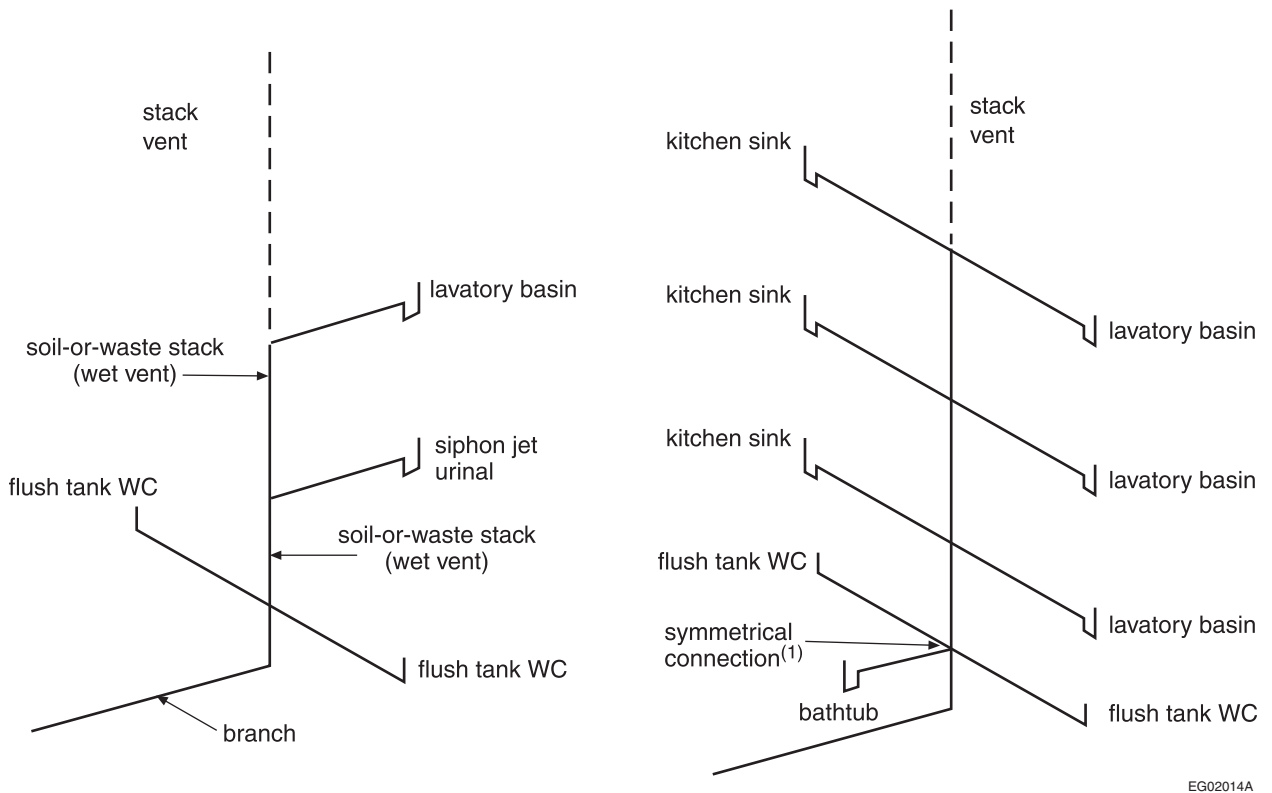 stack
vent
lavatory basin
soil-or-waste stack
(wet vent)
siphon jet
urinal
flush tank WC
soil-or-waste stack
(wet vent)
flush tank WC
branch
stack
vent
kitchen sink
lavatory basin
kitchen sink
lavatory basin
kitchen sink
lavatory basin
flush tank WC
symmetrical
connection(1)
bathtub
flush tank WC
EG02014A